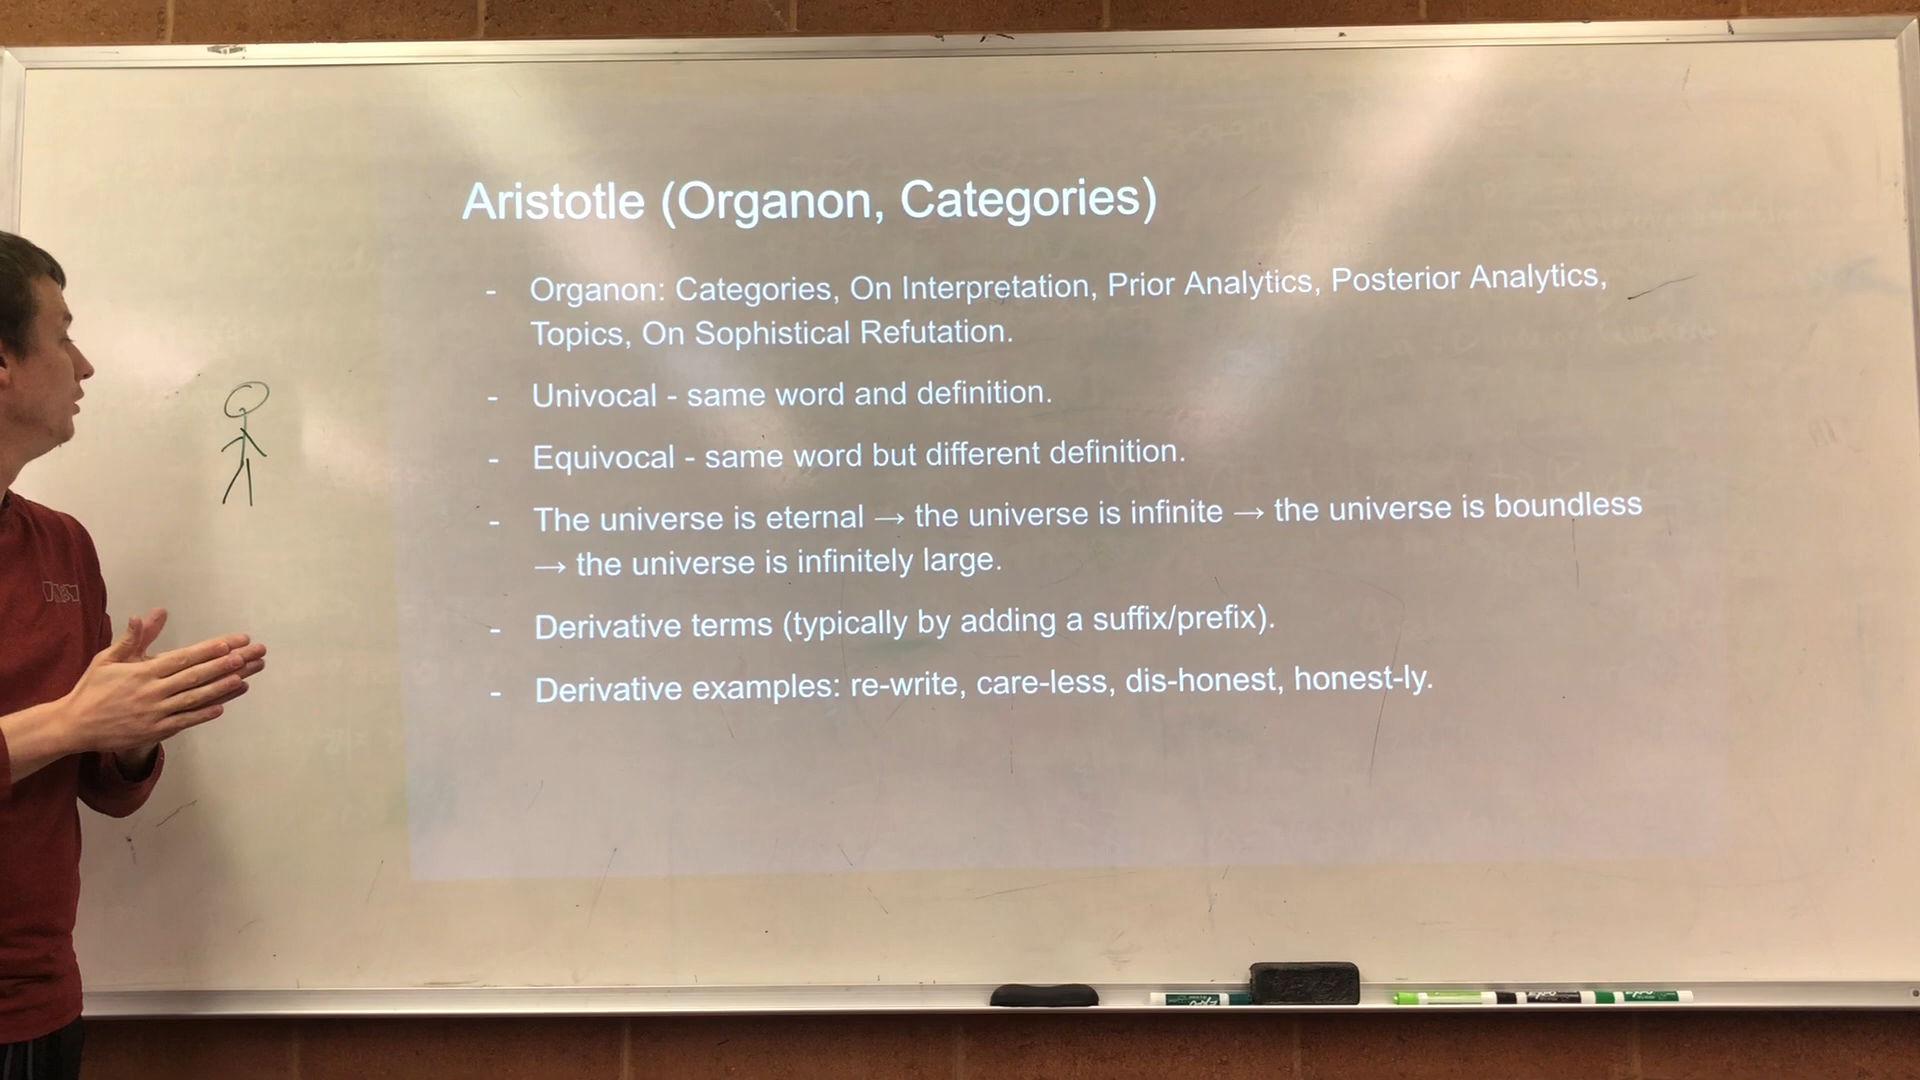 Aristotle (Organon, Categories)
- Organon: Categories, On Interpretation, Prior Analytics, Posterior Analytics,
Topics, On Sophistical Refutation.
- Univocal - same word and definition.
- Equivocal - same word but different definition.
- The universe is eternal → the universe is infinite → the universe is boundless
→ the universe is infinitely large.
- Derivative terms (typically by adding a suffix/prefix).
- Derivative examples: re-write, care-less, dis-honest, honest-ly.